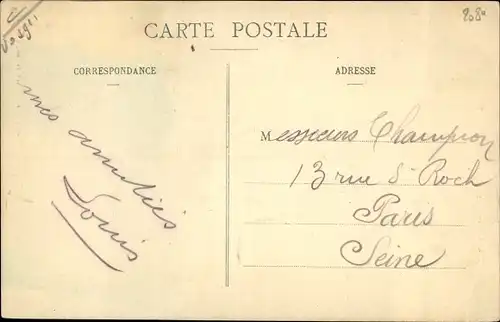 CARTE POSTALE
CORRESPONDANCE
ADRESSE
mes amitiés
Louis
Messieurs Champion
13 rue St Roch
Paris
Seine